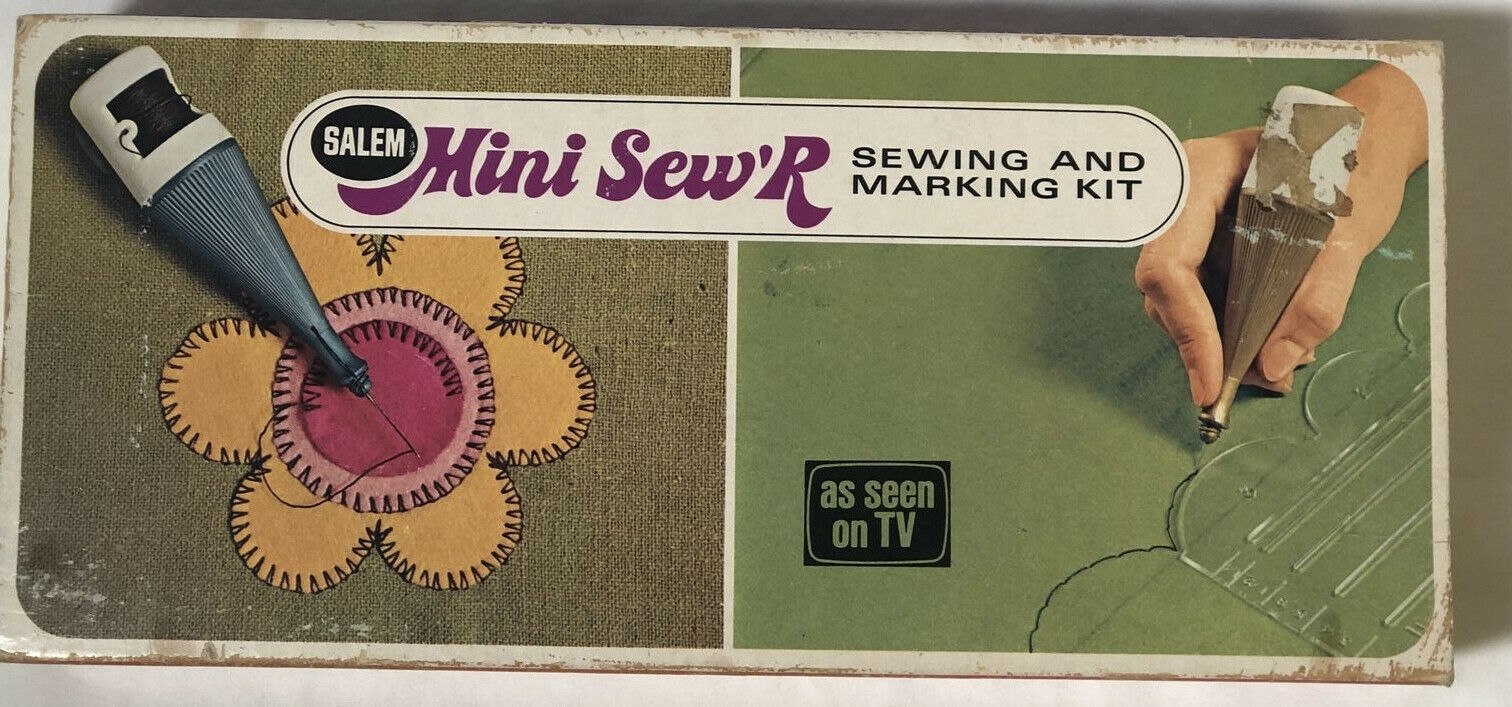 SALEM
Mini Sew'R
SEWING AND
MARKING KIT
as seen
on TV